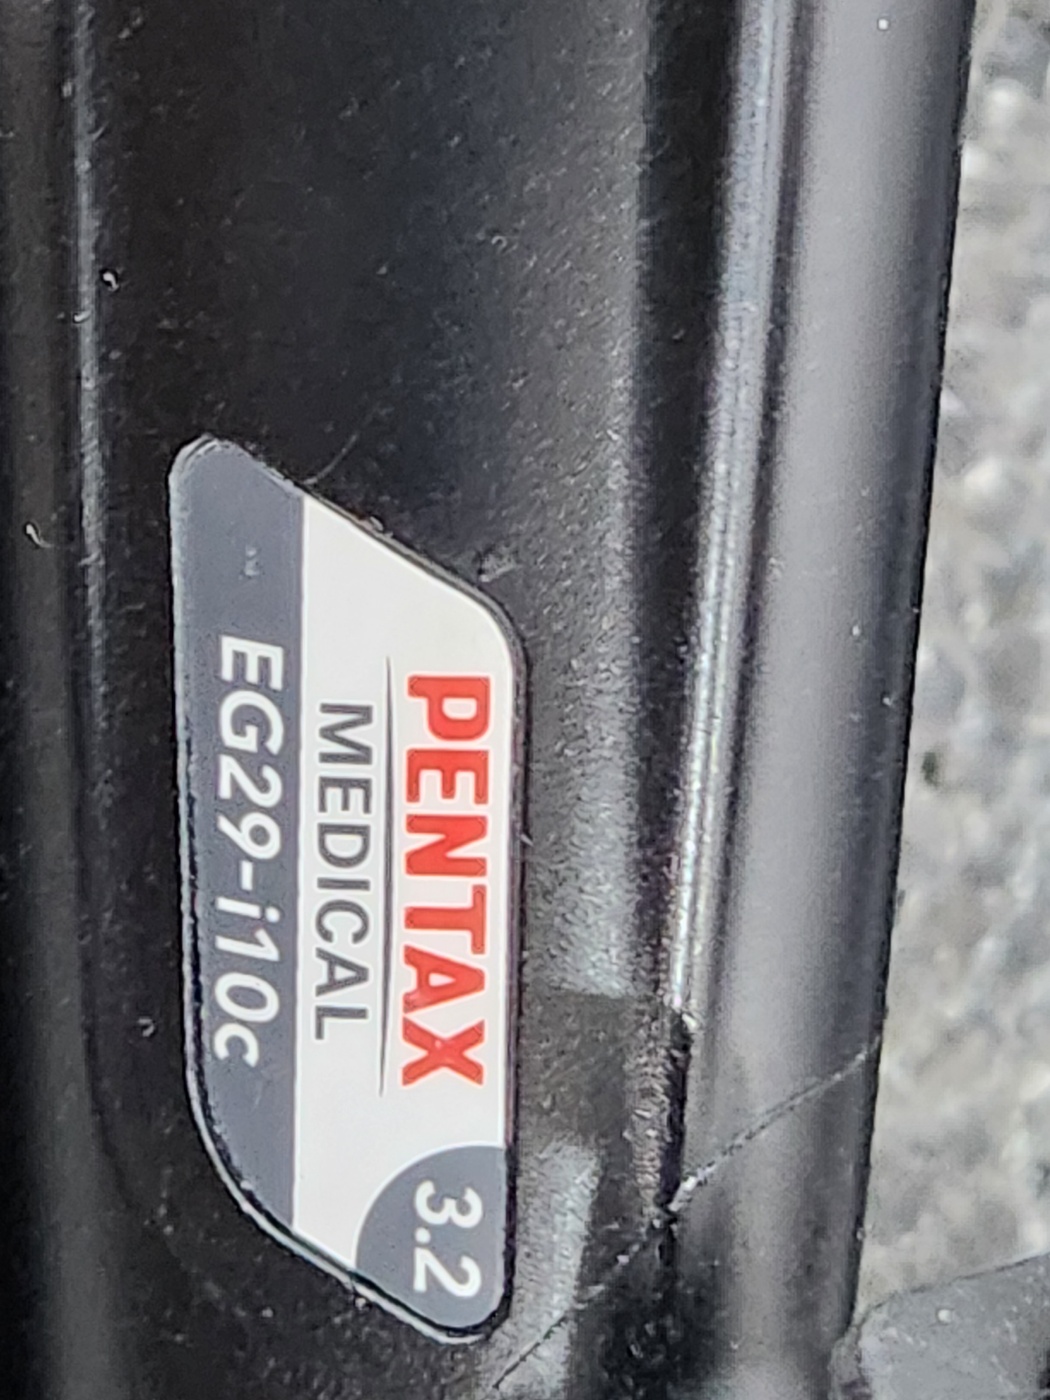 PENTAX
MEDICAL
EG29-i10c
3.2